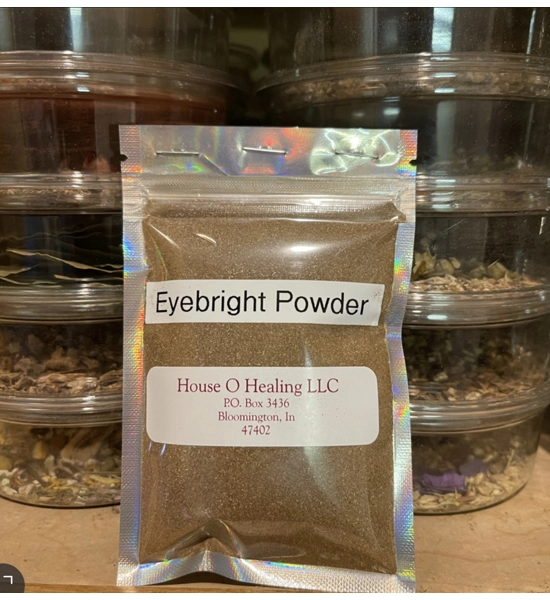 Eyebright Powder
House O Healing LLC
P.O. Box 3436
Bloomington, In
47402